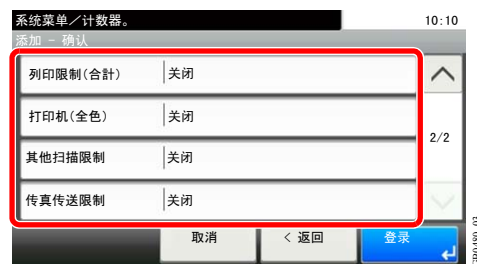 系统菜单／计数器。 10:10
添加 - 确认
列印限制(合計) 关闭
打印机(全色) 关闭
2/2
其他扫描限制 关闭
传真传送限制 关闭
取消 < 返回 登录
GB0489_03